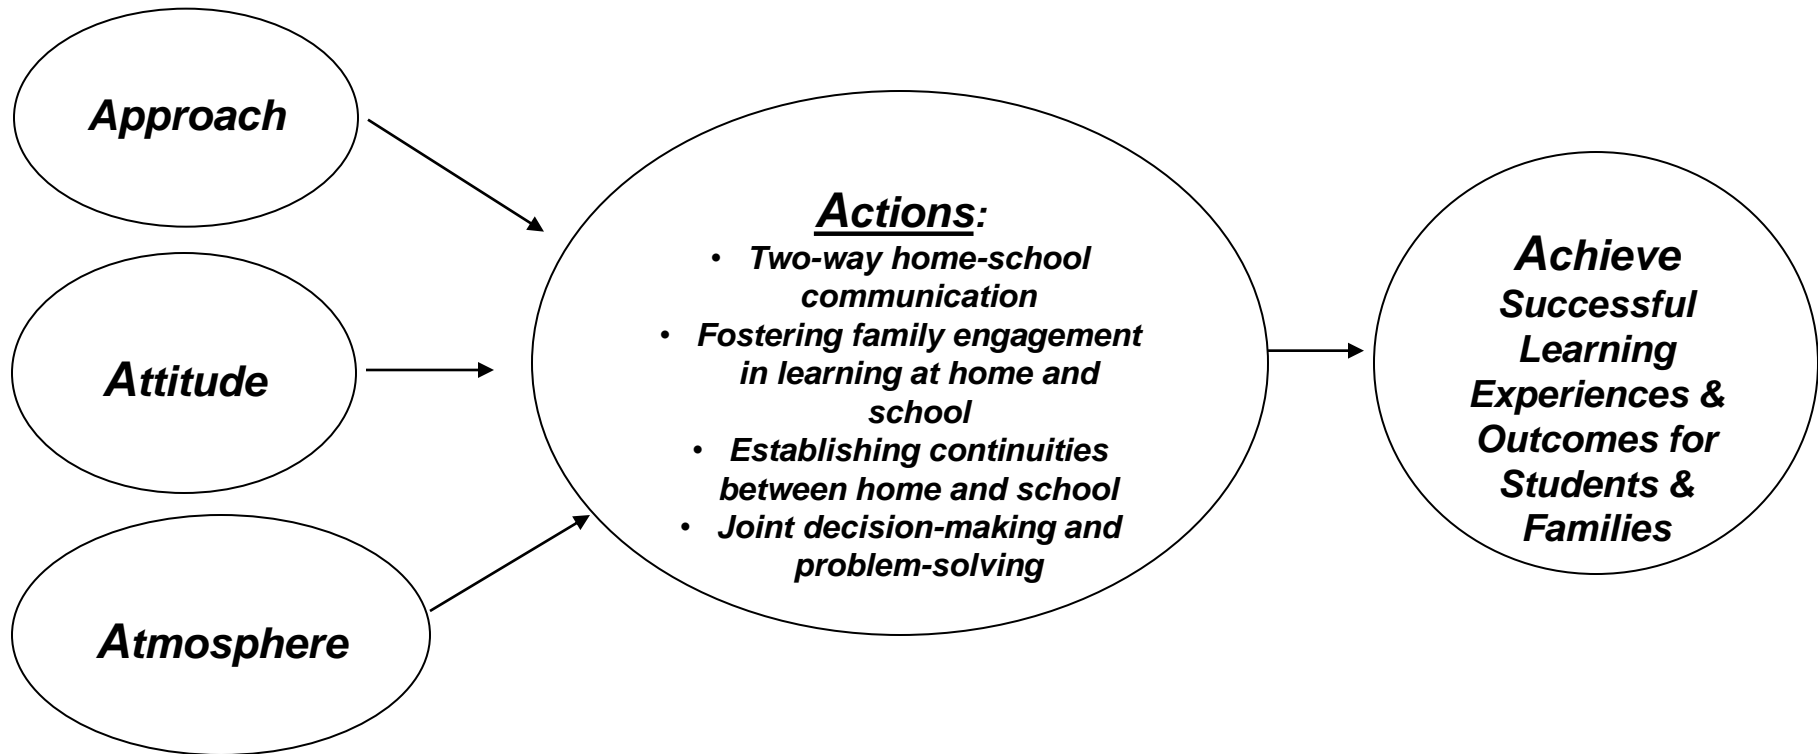 Approach
Attitude
Atmosphere
Actions:
• Two-way home-school
communication
• Fostering family engagement
in learning at home and
school
• Establishing continuities
between home and school
• Joint decision-making and
problem-solving
Achieve
Successful
Learning
Experiences &
Outcomes for
Students &
Families